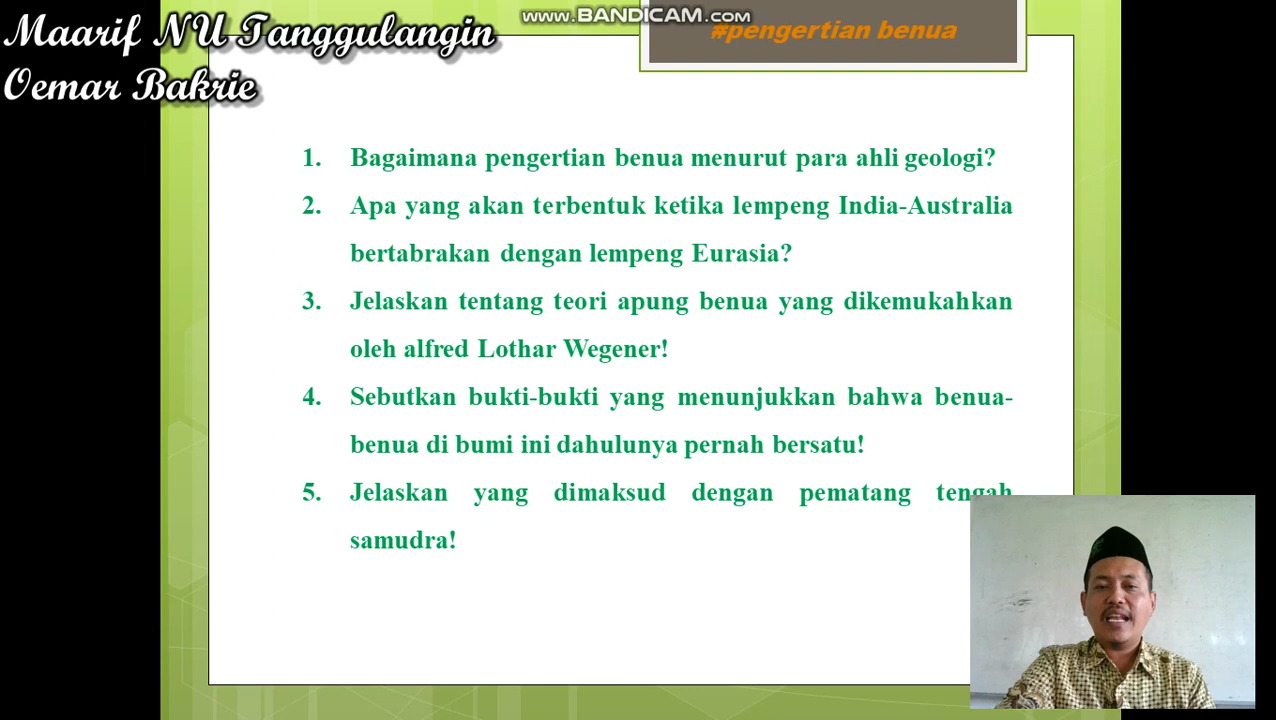 Maarif NU Tanggulangin
Oemar Bakrie
www.BANDICAM.com
#pengertian benua
1. Bagaimana pengertian benua menurut para ahli geologi?
2. Apa yang akan terbentuk ketika lempeng India-Australia
bertabrakan dengan lempeng Eurasia?
3. Jelaskan tentang teori apung benua yang dikemukahkan
oleh alfred Lothar Wegener!
4. Sebutkan bukti-bukti yang menunjukkan bahwa benua-
benua di bumi ini dahulunya pernah bersatu!
5. Jelaskan yang dimaksud dengan pematang tengah
samudra!